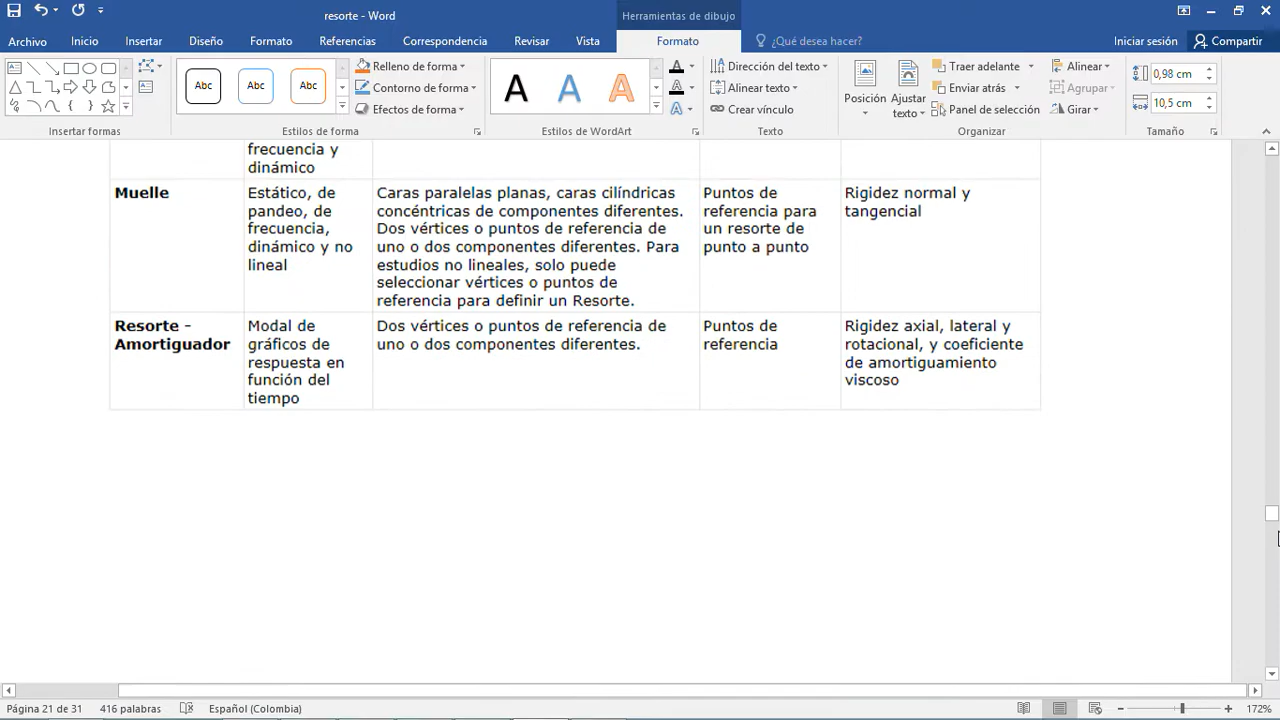 resorte - Word
Herramientas de dibujo
Archivo Inicio Insertar Diseño Formato Referencias Correspondencia Revisar Vista Formato ¿Qué desea hacer? Iniciar sesión Compartir
Abc Abc Abc
Relleno de forma
Contorno de forma
Efectos de forma
A A A
Dirección del texto
Alinear texto
Crear vínculo
Posición
Ajustar
texto
Traer adelante
Enviar atrás
Panel de selección
Alinear
Agrupar
Girar
0,98 cm
10,5 cm
Insertar formas Estilos de forma Estilos de WordArt Texto Organizar Tamaño
frecuencia y
dinámico
Muelle
Estático, de
pandeo, de
frecuencia,
dinámico y no
lineal
Caras paralelas planas, caras cilíndricas
concéntricas de componentes diferentes.
Dos vértices o puntos de referencia de
uno o dos componentes diferentes. Para
estudios no lineales, solo puede
seleccionar vértices o puntos de
referencia para definir un Resorte.
Puntos de
referencia para
un resorte de
punto a punto
Rigidez normal y
tangencial
Resorte -
Amortiguador
Modal de
gráficos de
respuesta en
función del
tiempo
Dos vértices o puntos de referencia de
uno o dos componentes diferentes.
Puntos de
referencia
Rigidez axial, lateral y
rotacional, y coeficiente
de amortiguamiento
viscoso
Página 21 de 31 416 palabras Español (Colombia) 172%